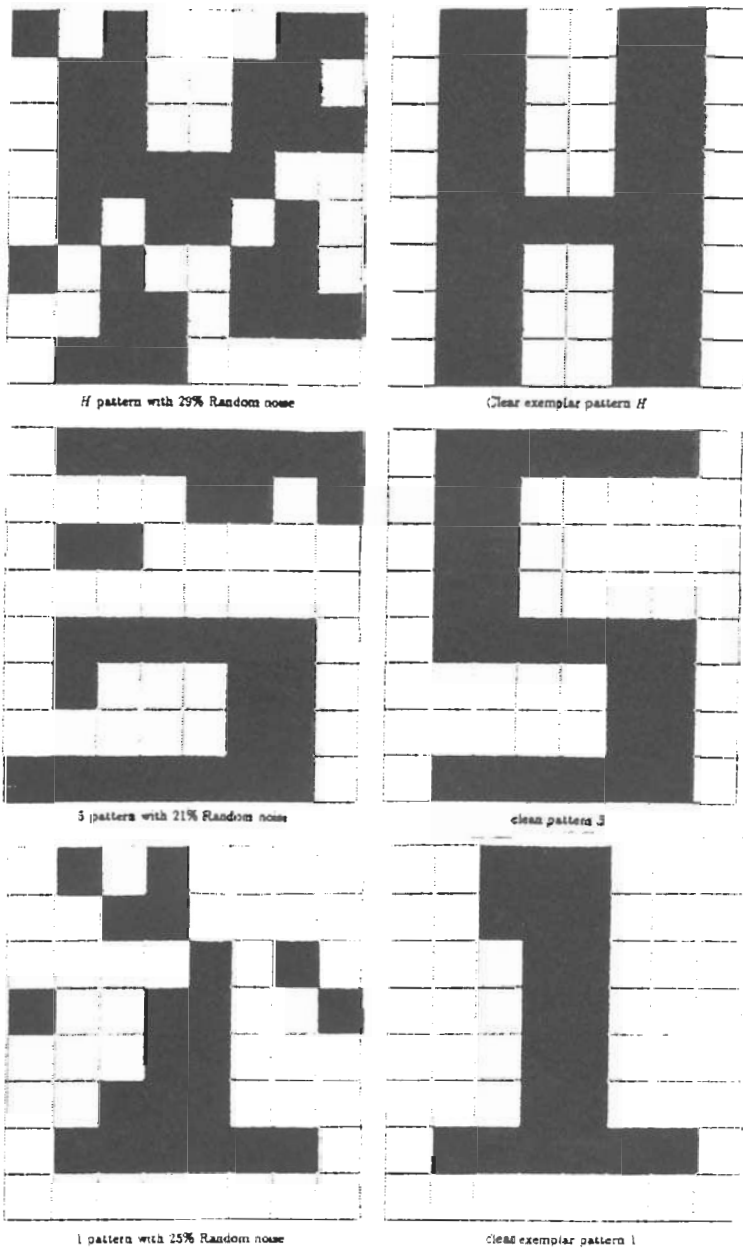 H pattern with 29% Random noise
Clear exemplar pattern H
5 pattern with 21% Random noise
clean pattern 5
1 pattern with 25% Random noise
clear exemplar pattern 1